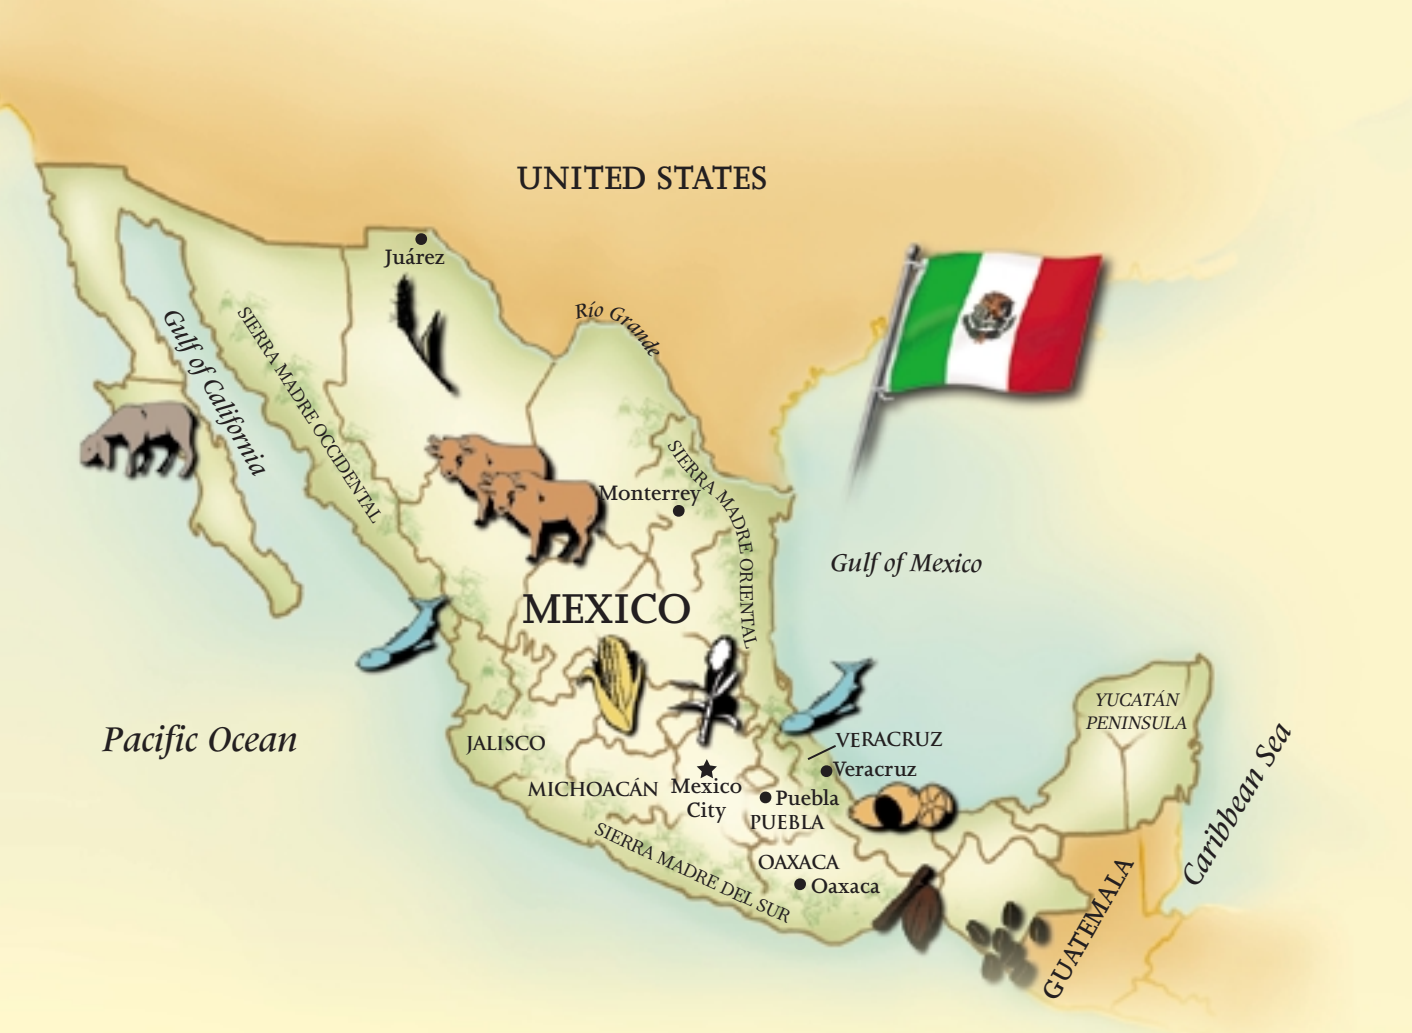 UNITED STATES
Juárez
Río Grande
Gulf of California
SIERRA MADRE OCCIDENTAL
SIERRA MADRE ORIENTAL
Monterrey
Gulf of Mexico
MEXICO
Pacific Ocean
YUCATÁN
PENINSULA
JALISCO
VERACRUZ
Veracruz
MICHOACÁN
Mexico
City
Puebla
PUEBLA
Caribbean Sea
SIERRA MADRE DEL SUR
OAXACA
Oaxaca
GUATEMALA